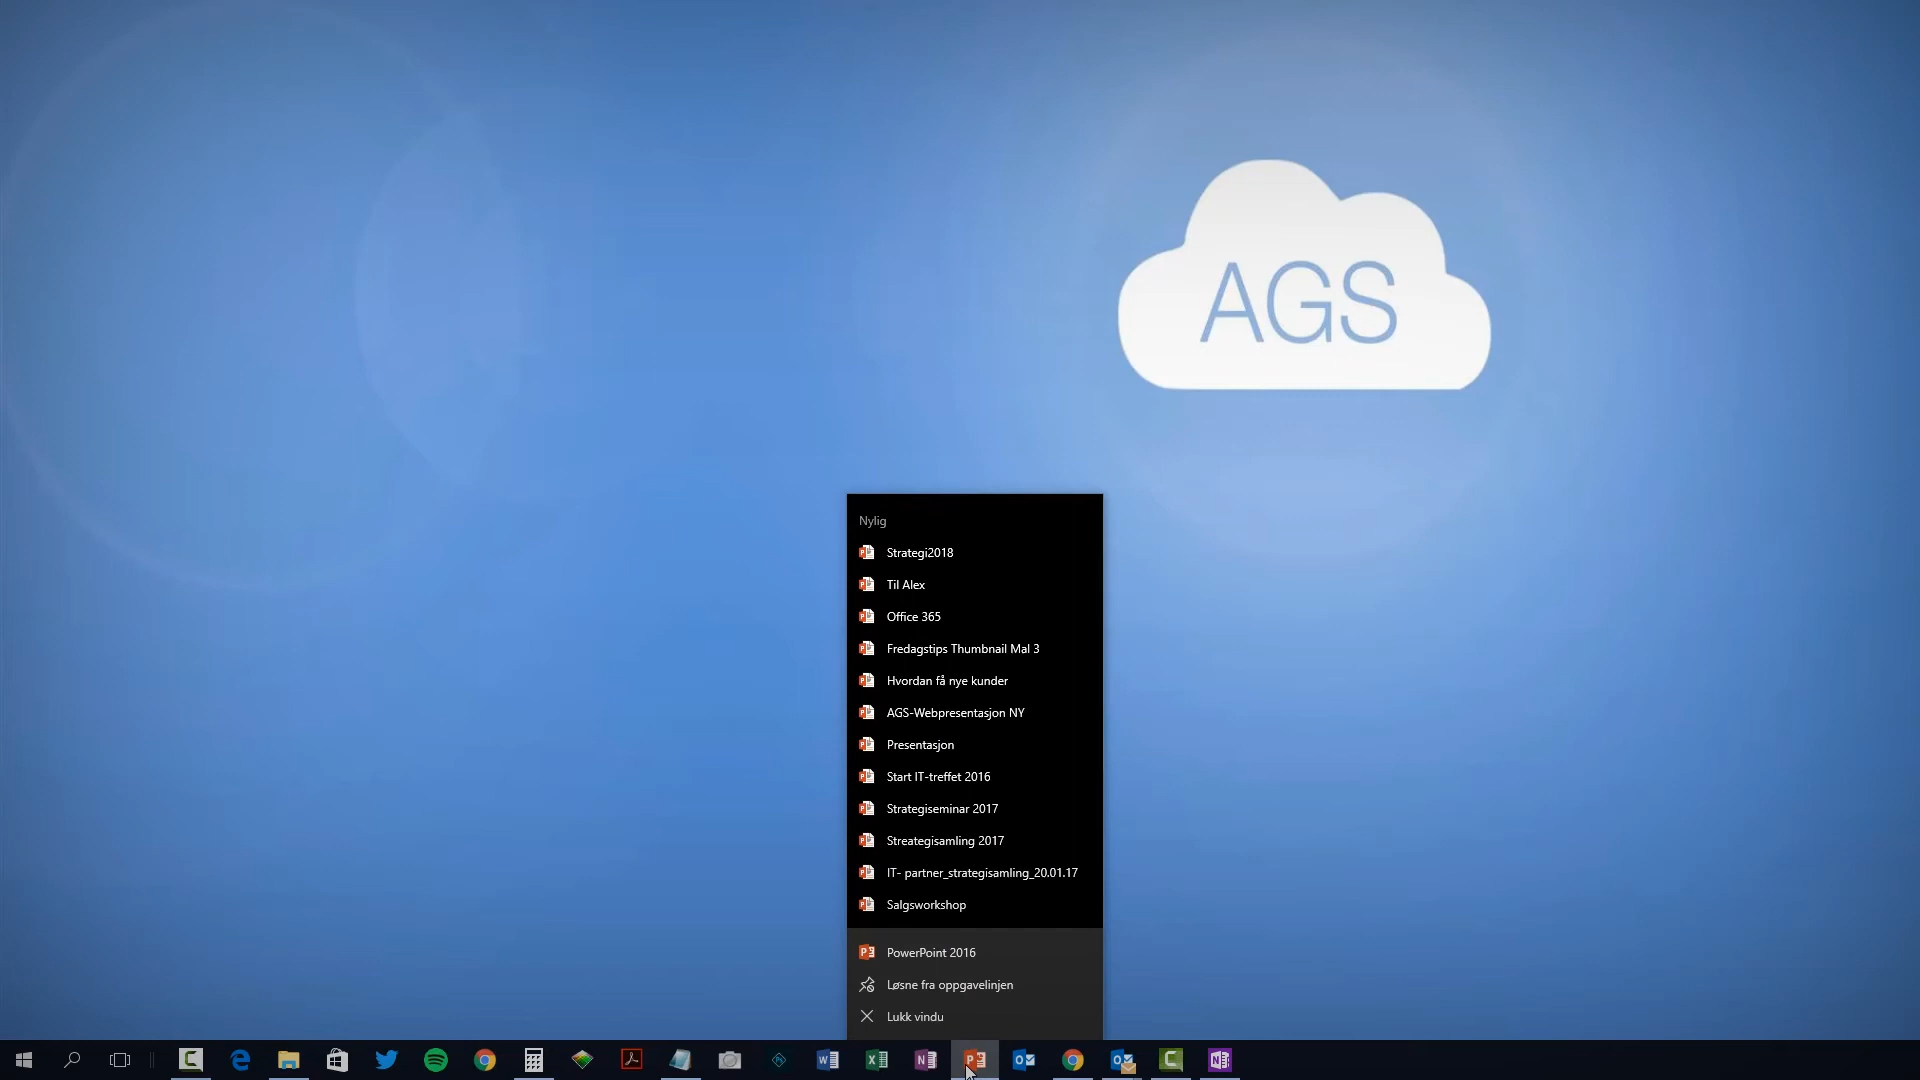 AGS
Nylig
Strategi2018
Til Alex
Office 365
Fredagstips Thumbnail Mal 3
Hvordan få nye kunder
AGS-Webpresentasjon NY
Presentasjon
Start IT-treffet 2016
Strategiseminar 2017
Streategisamling 2017
IT- partner_strategisamling_20.01.17
Salgsworkshop
PowerPoint 2016
Løsne fra oppgavelinjen
Lukk vindu